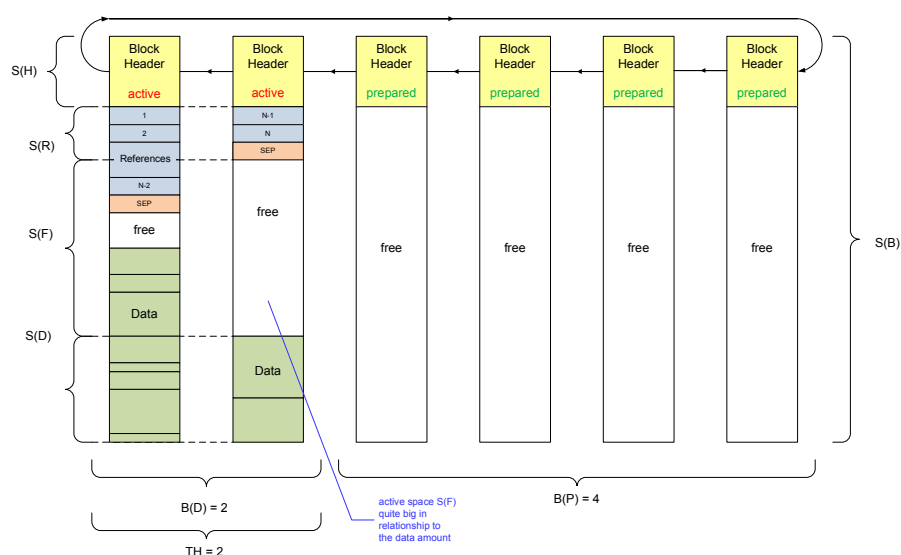 Block
Header
active
Block
Header
active
Block
Header
prepared
Block
Header
prepared
Block
Header
prepared
Block
Header
prepared
S(H)
S(R)
S(F)
S(D)
S(B)
1
2
References
N-2
SEP
free
Data
N-1
N
SEP
free
Data
free
free
free
free
B(D) = 2
TH = 2
B(P) = 4
active space S(F)
quite big in
relationship to
the data amount